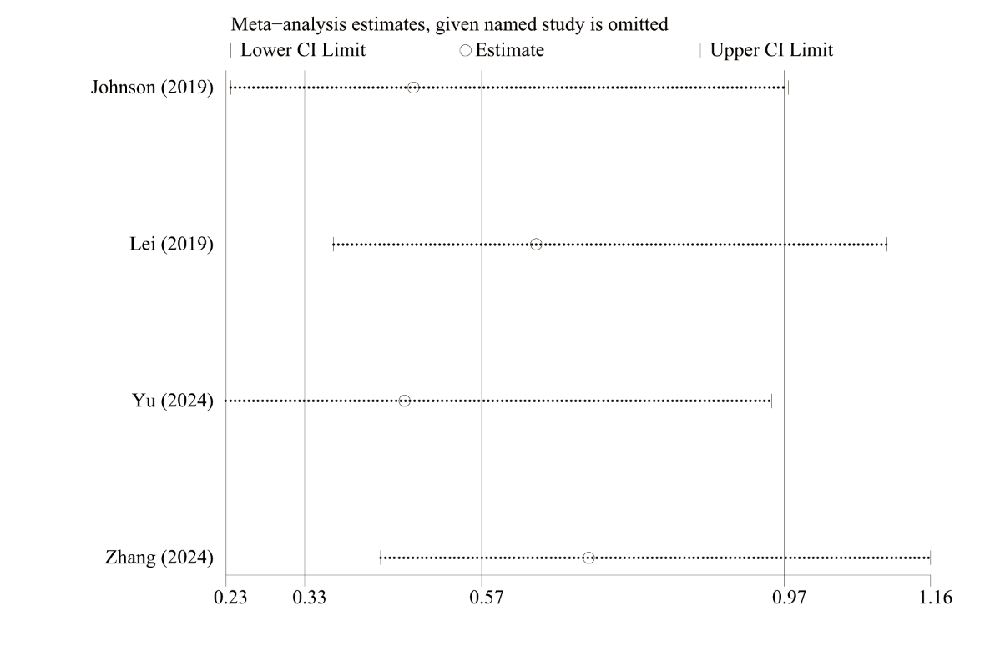 Meta−analysis estimates, given named study is omitted
Lower CI Limit Estimate Upper CI Limit
Johnson (2019)
Lei (2019)
Yu (2024)
Zhang (2024)
0.23 0.33 0.57 0.97 1.16